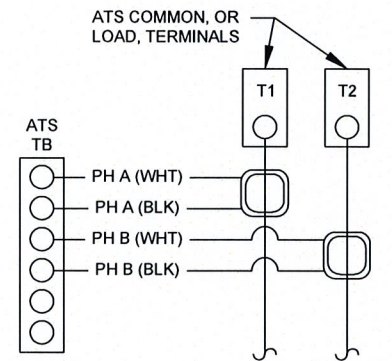 ATS COMMON, OR
LOAD, TERMINALS
T1
T2
ATS
TB
PH A (WHT)
PH A (BLK)
PH B (WHT)
PH B (BLK)